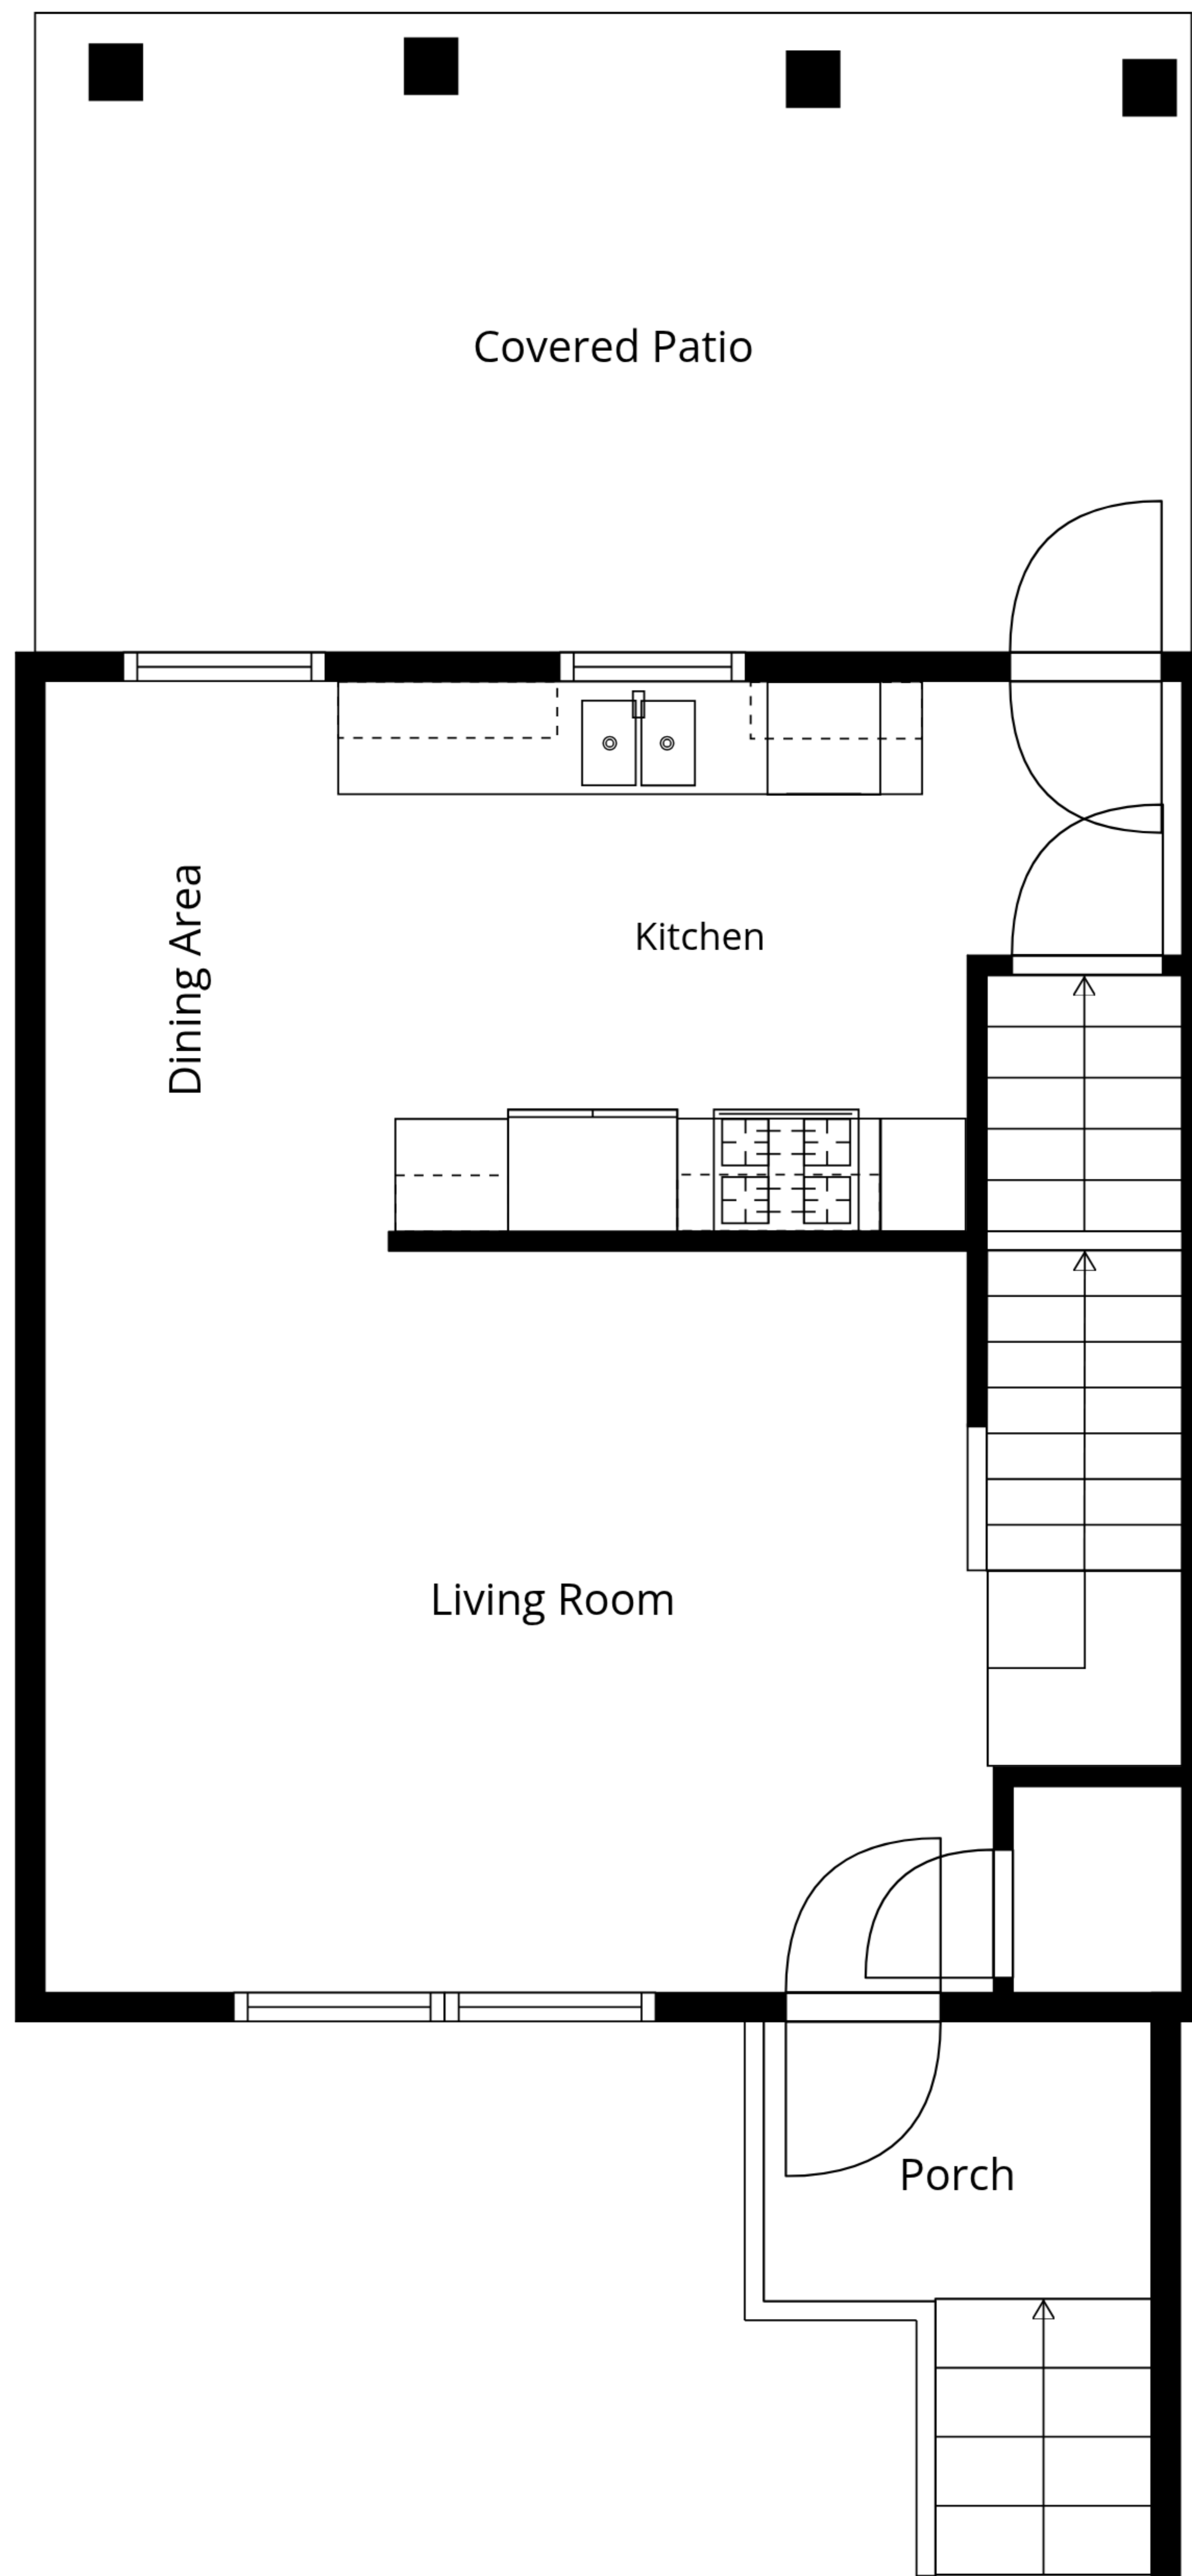 Covered Patio
Dining Area
Kitchen
Living Room
Porch